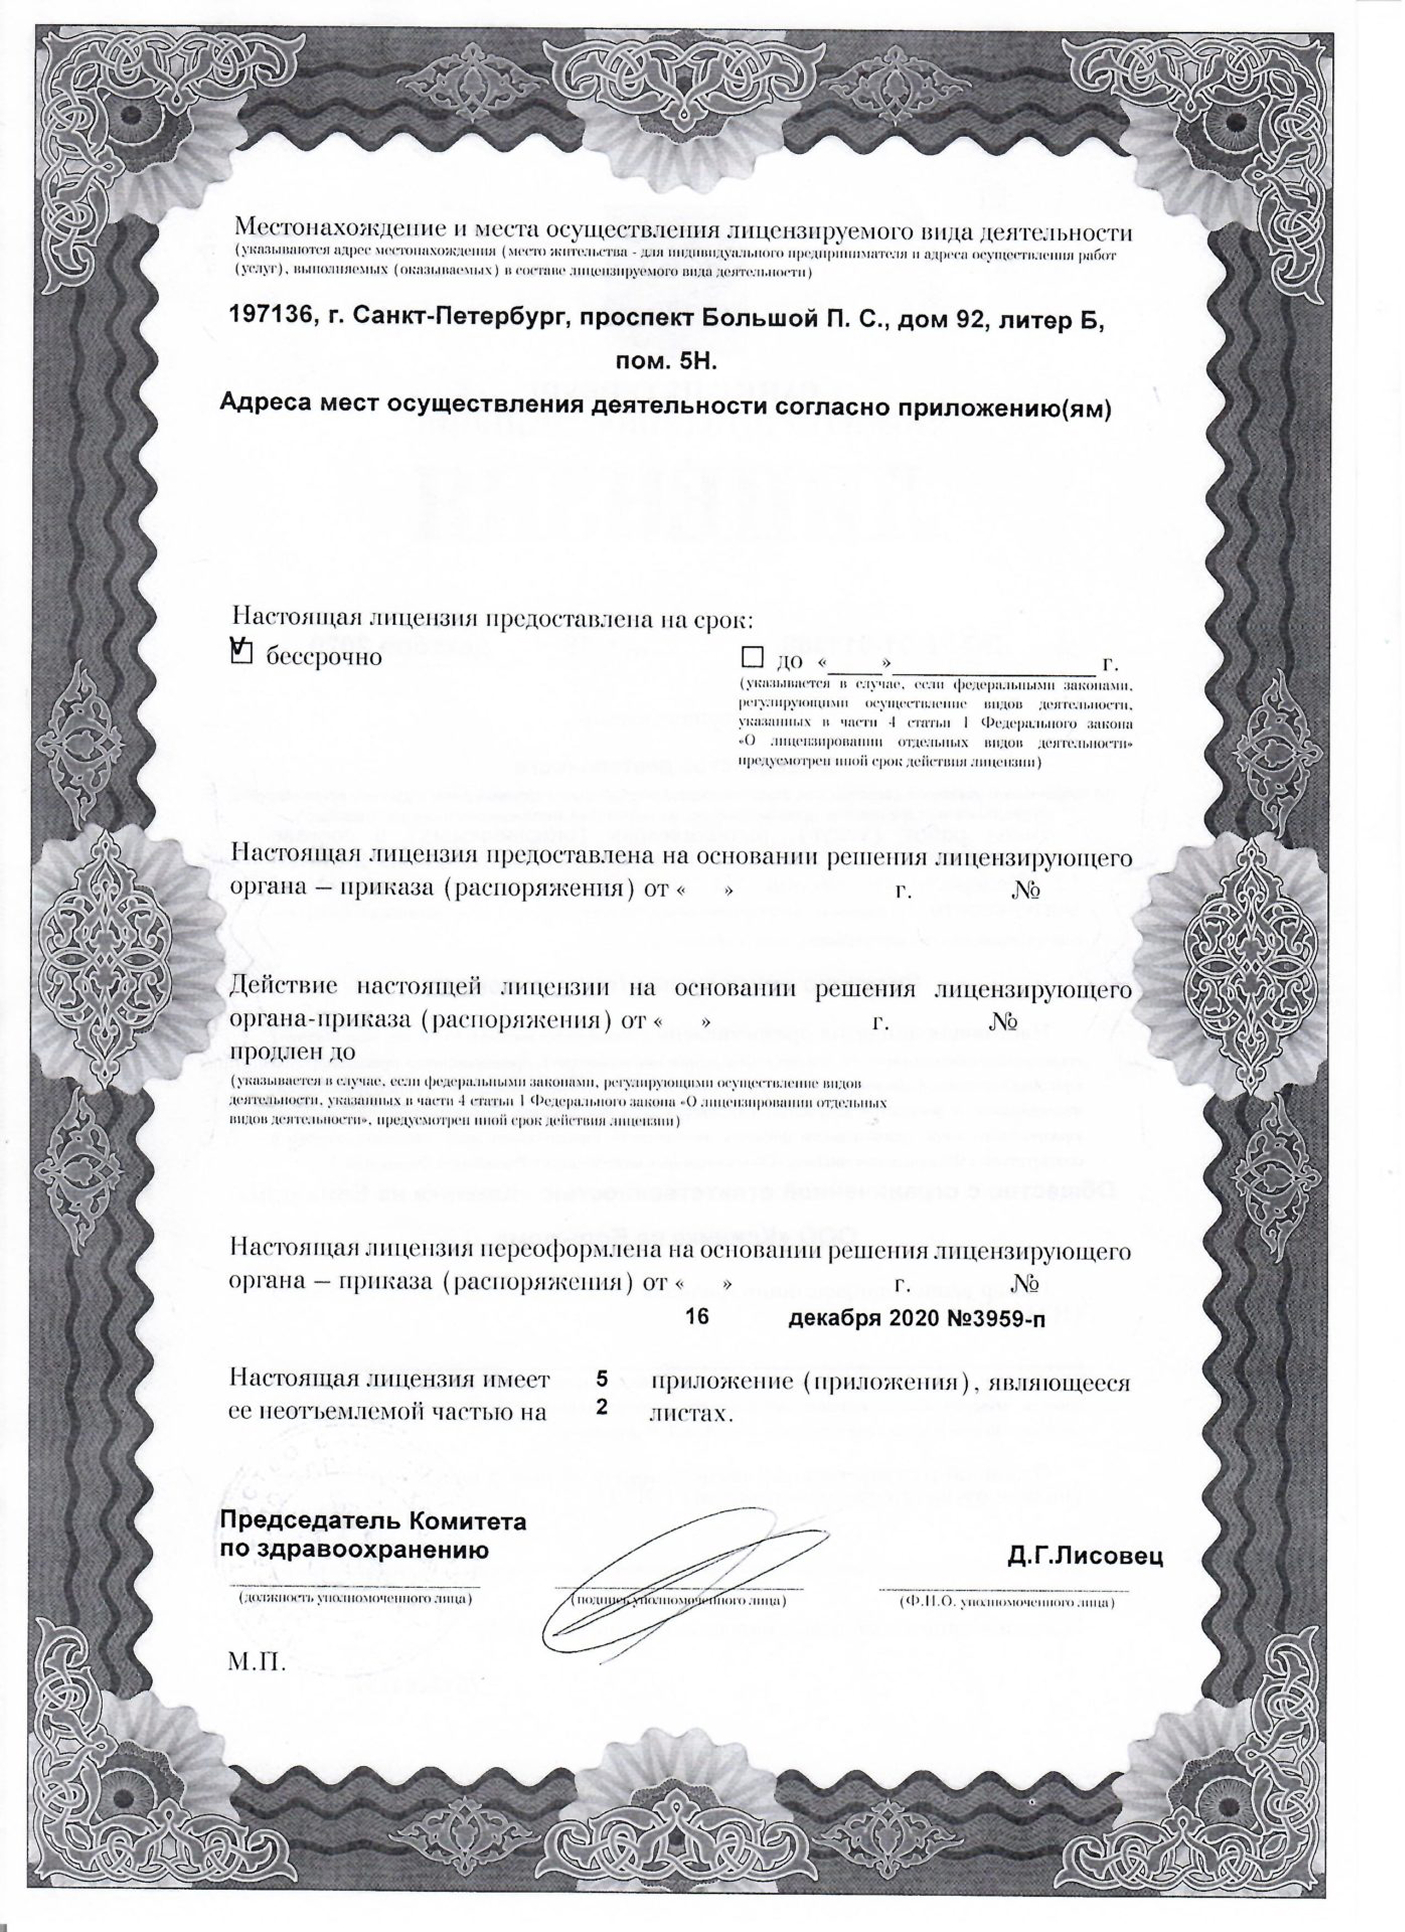 Местонахождение и места осуществления лицензируемого вида деятельности
(указываются адрес местонахождения (место жительства - для индивидуального предпринимателя и адреса осуществления работ
(услуг), выполняемых (оказываемых) в составе лицензируемого вида деятельности)
197136, г. Санкт-Петербург, проспект Большой П. С., дом 92, литер Б,
пом. 5Н.
Адреса мест осуществления деятельности согласно приложению(ям)
Настоящая лицензия предоставлена на срок:
V бессрочно
до «____»______________ г.
(указывается в случае, если федеральными законами,
регулирующими осуществление видов деятельности,
указанных в части 4 статьи 1 Федерального закона
«О лицензировании отдельных видов деятельности»
предусмотрен иной срок действия лицензии)
Настоящая лицензия предоставлена на основании решения лицензирующего
органа – приказа (распоряжения) от « » г. №
Действие настоящей лицензии на основании решения лицензирующего
органа-приказа (распоряжения) от « » г. №
продлен до
(указывается в случае, если федеральными законами, регулирующими осуществление видов
деятельности, указанных в части 4 статьи 1 Федерального закона «О лицензировании отдельных
видов деятельности», предусмотрен иной срок действия лицензии)
Настоящая лицензия переоформлена на основании решения лицензирующего
органа – приказа (распоряжения) от « » г. №
16 декабря 2020 №3959-п
Настоящая лицензия имеет 5 приложение (приложения), являющееся
ее неотъемлемой частью на 2 листах.
Председатель Комитета
по здравоохранению
Д.Г.Лисовец
(должность уполномоченного лица) (подпись уполномоченного лица) (Ф.И.О. уполномоченного лица)
М.П.